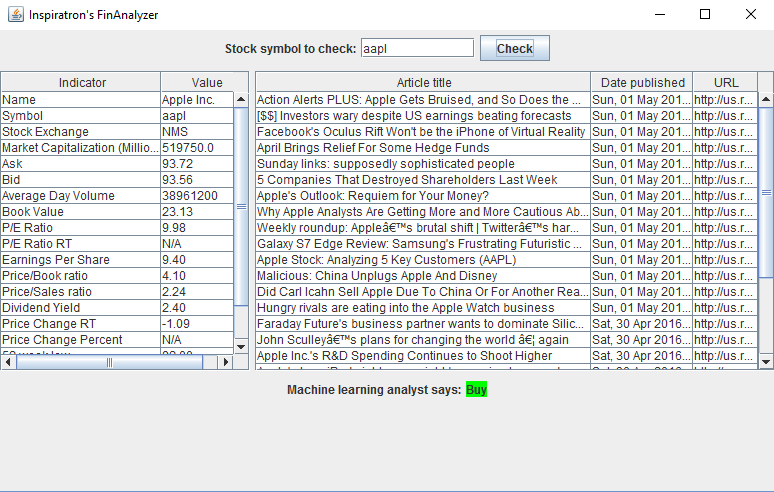 Inspiratron's FinAnalyzer
Stock symbol to check: aapl Check
Indicator Value
Name Apple Inc.
Symbol aapl
Stock Exchange NMS
Market Capitalization (Millio... 519750.0
Ask 93.72
Bid 93.56
Average Day Volume 38961200
Book Value 23.13
P/E Ratio 9.98
P/E Ratio RT N/A
Earnings Per Share 9.40
Price/Book ratio 4.10
Price/Sales ratio 2.24
Dividend Yield 2.40
Price Change RT -1.09
Price Change Percent N/A
Article title Date published URL
Action Alerts PLUS: Apple Gets Bruised, and So Does the ... Sun, 01 May 201... http://us.r...
[$$] Investors wary despite US earnings beating forecasts Sun, 01 May 201... http://us.r...
Facebook's Oculus Rift Won't be the iPhone of Virtual Reality Sun, 01 May 201... http://us.r...
April Brings Relief For Some Hedge Funds Sun, 01 May 201... http://us.r...
Sunday links: supposedly sophisticated people Sun, 01 May 201... http://us.r...
5 Companies That Destroyed Shareholders Last Week Sun, 01 May 201... http://us.r...
Apple's Outlook: Requiem for Your Money? Sun, 01 May 201... http://us.r...
Why Apple Analysts Are Getting More and More Cautious Ab... Sun, 01 May 201... http://us.r...
Weekly roundup: Appleâ€™s brutal shift | Twitterâ€™s har... Sun, 01 May 201... http://us.r...
Galaxy S7 Edge Review: Samsung's Frustrating Futuristic ... Sun, 01 May 201... http://us.r...
Apple Stock: Analyzing 5 Key Customers (AAPL) Sun, 01 May 201... http://us.r...
Malicious: China Unplugs Apple And Disney Sun, 01 May 201... http://us.r...
Did Carl Icahn Sell Apple Due To China Or For Another Rea... Sun, 01 May 201... http://us.r...
Hungry rivals are eating into the Apple Watch business Sun, 01 May 201... http://us.r...
Faraday Future's business partner wants to dominate Silic... Sat, 30 Apr 2016... http://us.r...
John Sculleyâ€™s plans for changing the world â€¦ again Sat, 30 Apr 2016... http://us.r...
Apple Inc.'s R&D Spending Continues to Shoot Higher Sat, 30 Apr 2016... http://us.r...
Machine learning analyst says: Buy